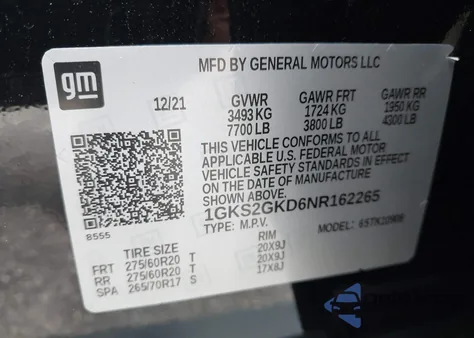 gm
MFD BY GENERAL MOTORS LLC
12/21 GVWR GAWR FRT GAWR RR
3493 KG 1724 KG 1950 KG
7700 LB 3800 LB 4300 LB
THIS VEHICLE CONFORMS TO ALL
APPLICABLE U.S. FEDERAL MOTOR
VEHICLE SAFETY STANDARDS IN EFFECT
ON THE DATE OF MANUFACTURE
SHOWN ABOVE.
1GKS2GKD6NR162265
TYPE: M.P.V. MODEL:
8555
TIRE SIZE RIM
FRT 275/60R20 T 20X9J
RR 275/60R20 T 20X9J
SPA 265/70R17 S 17X8J